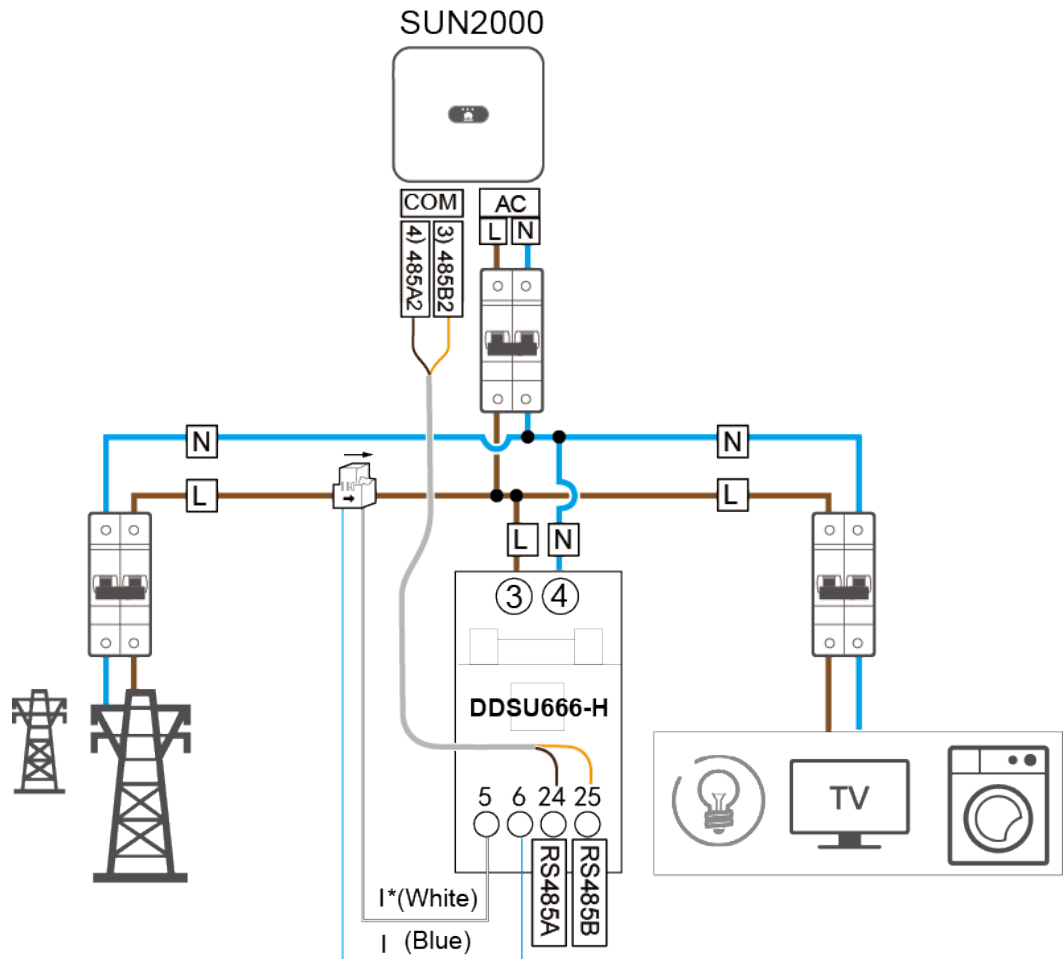 SUN2000
COM
AC
L
N
4) 485A2
3) 485B2
N
N
L
L
L
N
3
4
DDSU666-H
TV
5
6
24
25
RS485A
RS485B
I*(White)
I (Blue)